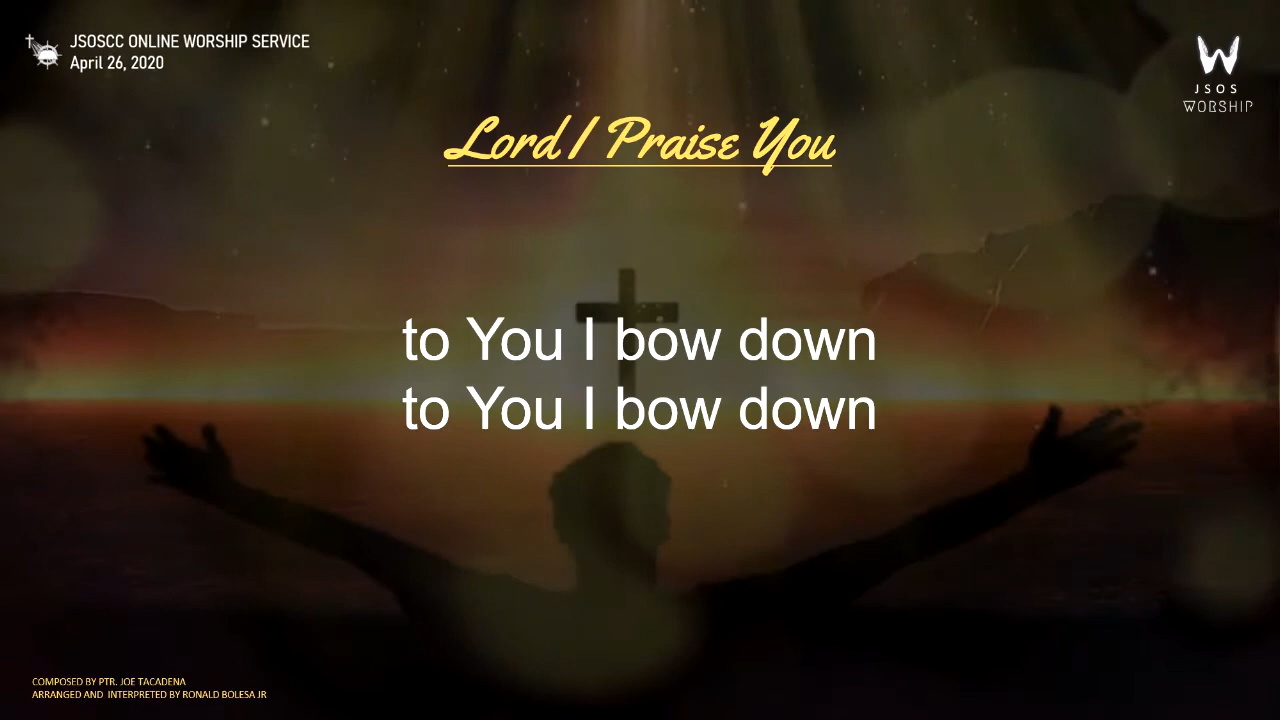 JSOSCC ONLINE WORSHIP SERVICE
April 26, 2020
W
JSOS
WORSHIP
Lord I Praise You
to You I bow down
to You I bow down
COMPOSED BY PTR. JOE TACADENA
ARRANGED AND INTERPRETED BY RONALD BOLESA JR